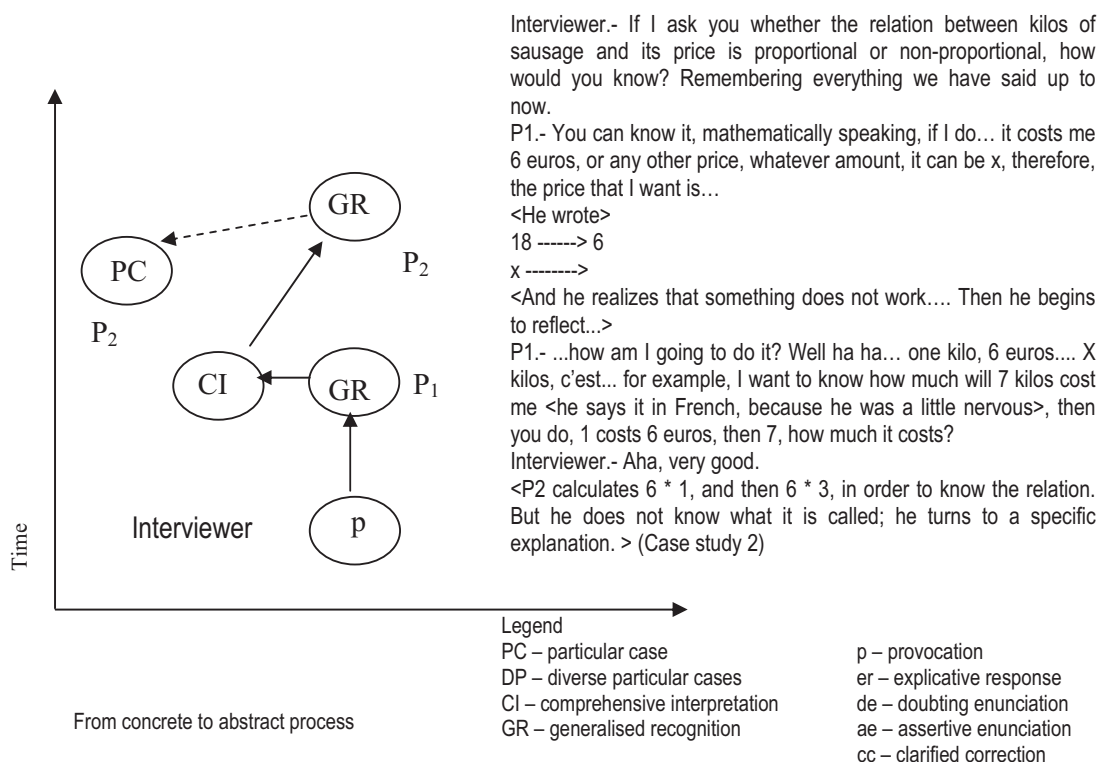 Interviewer.- If I ask you whether the relation between kilos of
sausage and its price is proportional or non-proportional, how
would you know? Remembering everything we have said up to
now.
P1.- You can know it, mathematically speaking, if I do… it costs me
6 euros, or any other price, whatever amount, it can be x, therefore,
the price that I want is…
<He wrote>
18 ------> 6
x -------->
<And he realizes that something does not work…. Then he begins
to reflect...>
P1.- ...how am I going to do it? Well ha ha… one kilo, 6 euros.... X
kilos, c’est... for example, I want to know how much will 7 kilos cost
me <he says it in French, because he was a little nervous>, then
you do, 1 costs 6 euros, then 7, how much it costs?
Interviewer.- Aha, very good.
<P2 calculates 6 * 1, and then 6 * 3, in order to know the relation.
But he does not know what it is called; he turns to a specific
explanation. > (Case study 2)
GR
P2
PC
P2
CI
GR
P1
p
Interviewer
Time
From concrete to abstract process
Legend
PC – particular case
DP – diverse particular cases
CI – comprehensive interpretation
GR – generalised recognition
p – provocation
er – explicative response
de – doubting enunciation
ae – assertive enunciation
cc – clarified correction